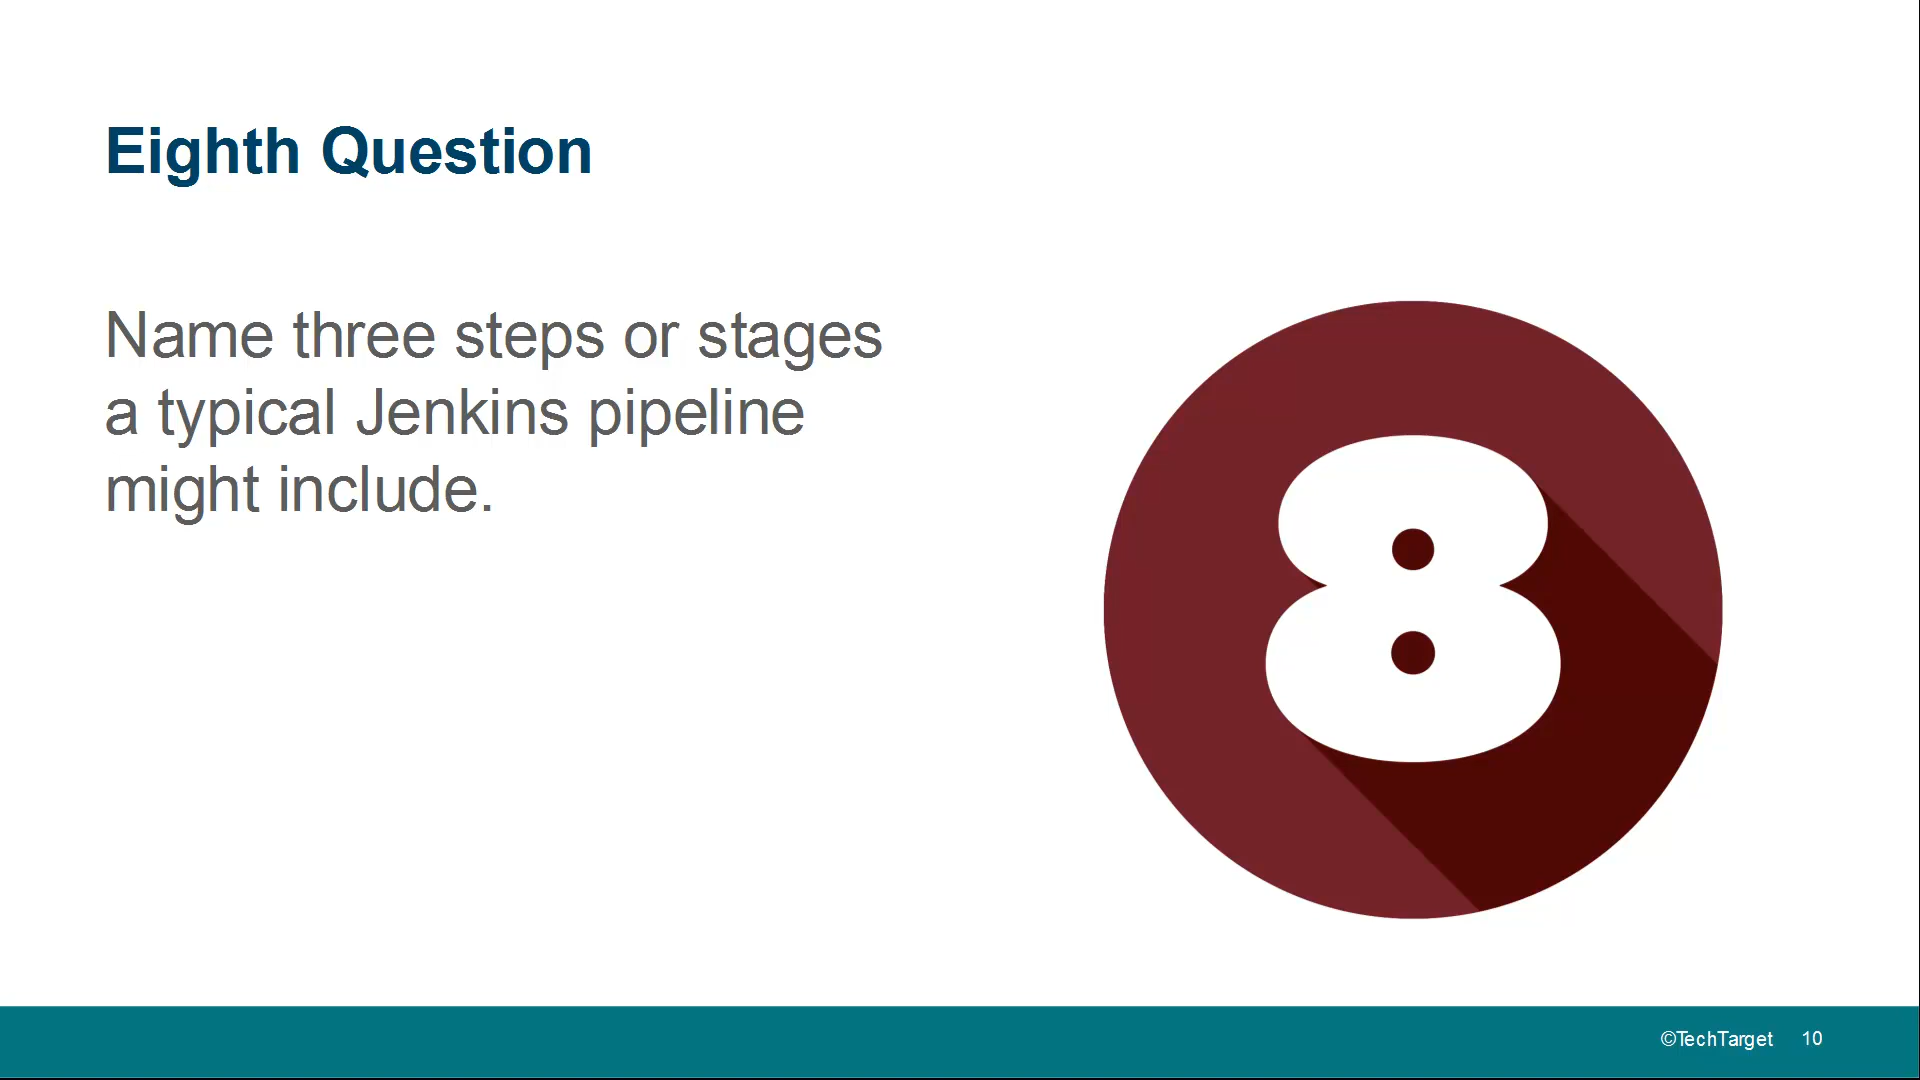 Eighth Question
Name three steps or stages
a typical Jenkins pipeline
might include.
8
©TechTarget 10